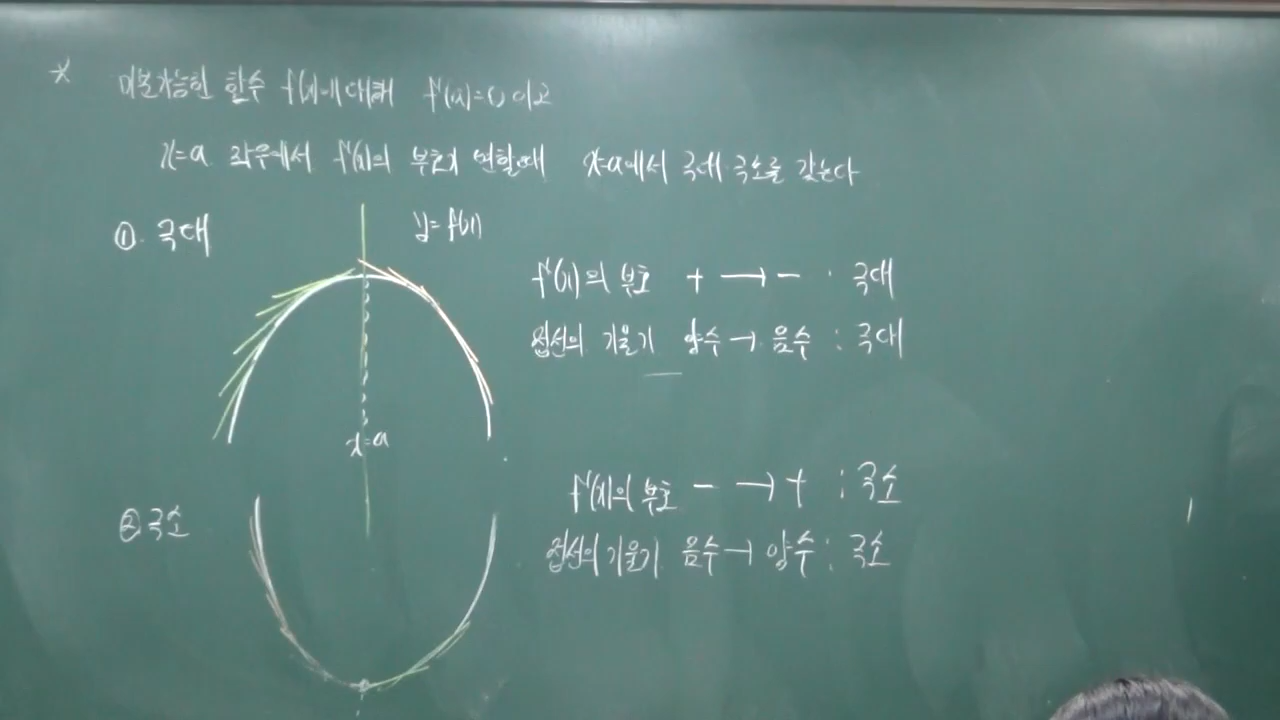 * 미분가능한 함수 f(x)에 대해 f'(a)=0 이고
x=a 좌우에서 f'(x)의 부호가 변할때 x=a에서 극대 극소를 갖는다
① 극대
y=f(x)
f'(x)의 부호 + → - : 극대
접선의 기울기 양수 → 음수 : 극대
x=a
② 극소
f'(x)의 부호 - → + : 극소
접선의 기울기 음수 → 양수 : 극소